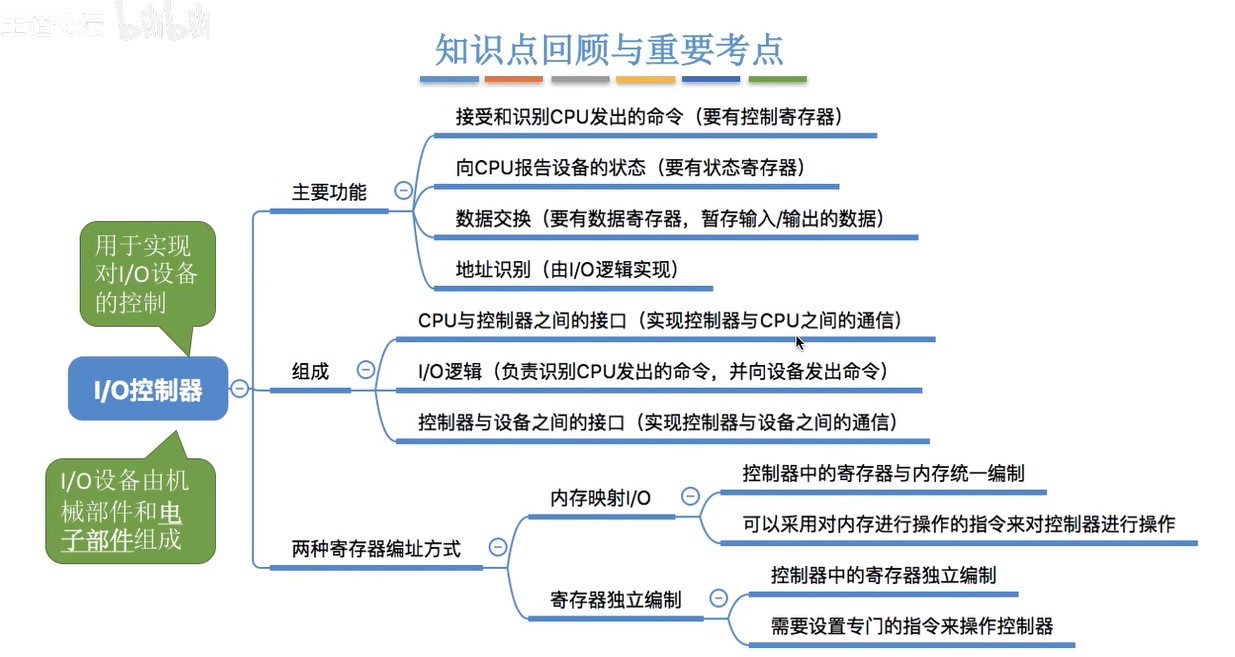 王道论坛 bilibili
知识点回顾与重要考点
接受和识别CPU发出的命令（要有控制寄存器）
向CPU报告设备的状态（要有状态寄存器）
主要功能
数据交换（要有数据寄存器，暂存输入/输出的数据）
地址识别（由I/O逻辑实现）
用于实现
对I/O设备
的控制
CPU与控制器之间的接口（实现控制器与CPU之间的通信）
组成
I/O逻辑（负责识别CPU发出的命令，并向设备发出命令）
I/O控制器
控制器与设备之间的接口（实现控制器与设备之间的通信）
I/O设备由机
械部件和电
子部件组成
控制器中的寄存器与内存统一编制
内存映射I/O
可以采用对内存进行操作的指令来对控制器进行操作
两种寄存器编址方式
控制器中的寄存器独立编制
寄存器独立编制
需要设置专门的指令来操作控制器